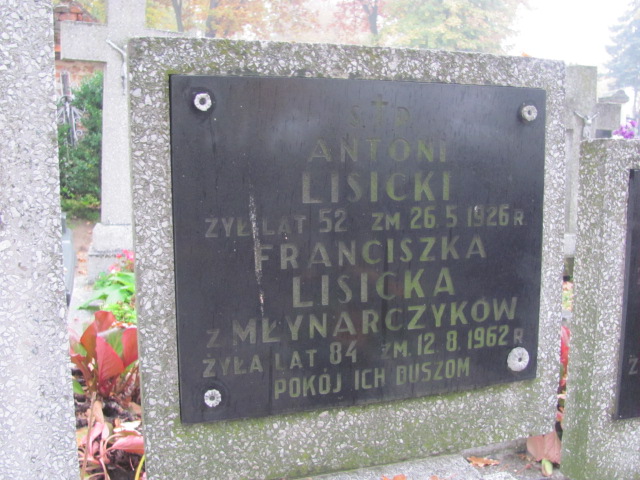 Ś † P
ANTONI
LISICKI
ŻYŁ LAT 52 ZM 26.5 1926 R
FRANCISZKA
LISICKA
Z MŁYNARCZYKÓW
ŻYŁA LAT 84 ZM. 12.8.1962 R.
POKÓJ ICH DUSZOM